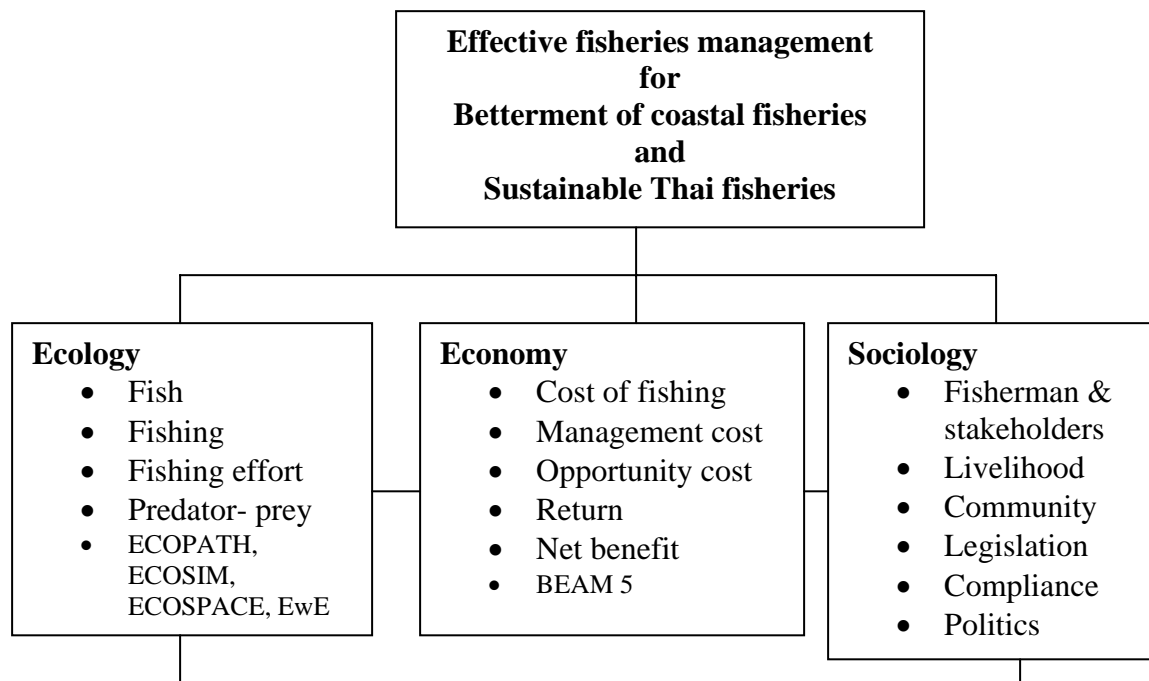 Effective fisheries management
for
Betterment of coastal fisheries
and
Sustainable Thai fisheries
Ecology
• Fish
• Fishing
• Fishing effort
• Predator- prey
• ECOPATH,
ECOSIM,
ECOSPACE, EwE
Economy
• Cost of fishing
• Management cost
• Opportunity cost
• Return
• Net benefit
• BEAM 5
Sociology
• Fisherman &
stakeholders
• Livelihood
• Community
• Legislation
• Compliance
• Politics